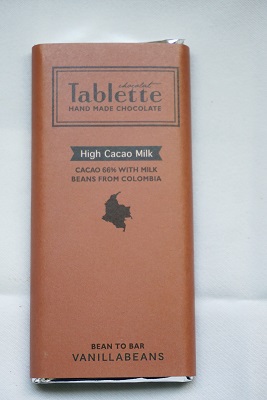 chocolat
Tablette
HAND MADE CHOCOLATE
High Cacao Milk
CACAO 66% WITH MILK
BEANS FROM COLOMBIA
BEAN TO BAR
VANILLABEANS